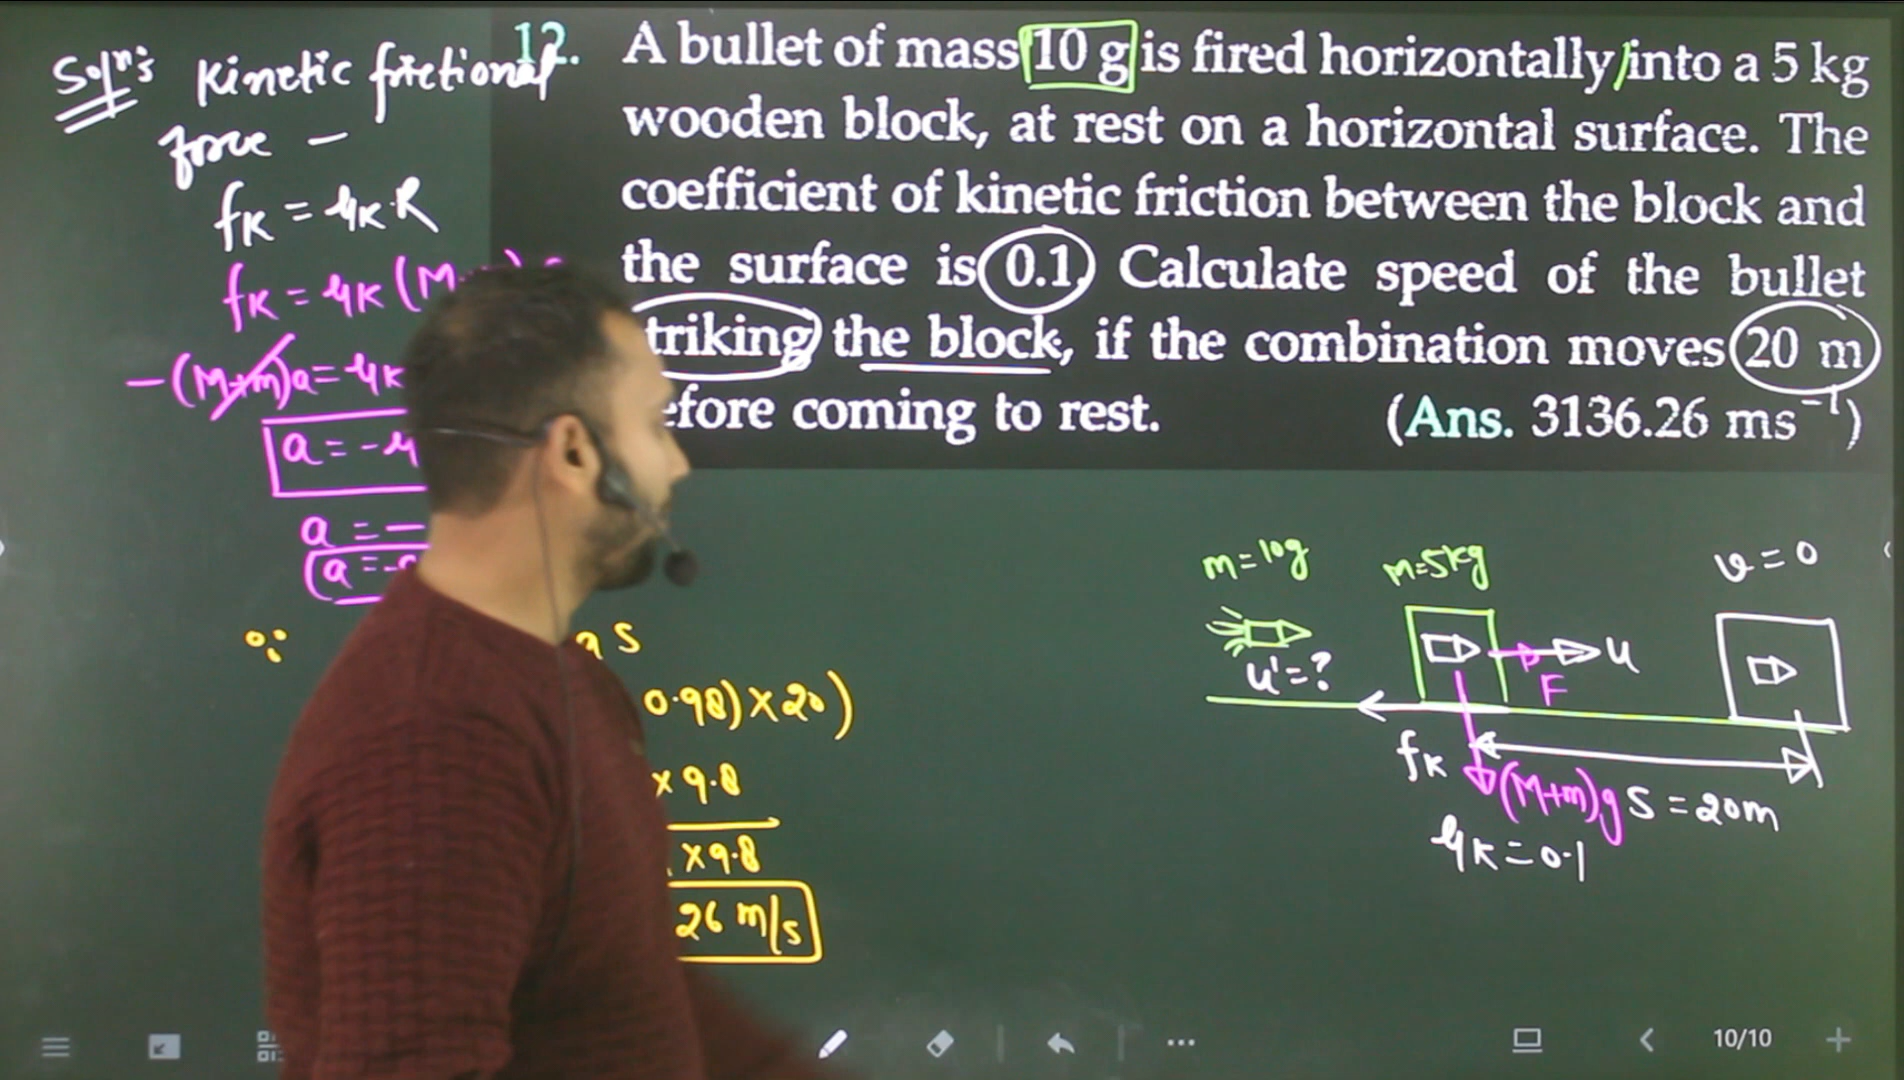 12. A bullet of mass 10 g is fired horizontally into a 5 kg
wooden block, at rest on a horizontal surface. The
coefficient of kinetic friction between the block and
the surface is 0.1. Calculate speed of the bullet
triking the block, if the combination moves 20 m
efore coming to rest. (Ans. 3136.26 ms⁻¹)
Solⁿ: Kinetic frictional
force –
fK = μK R
fK = μK (M
–(M+m)a = μK
a = –μ
a = –
a = –
∵ a s
0.98) × 20)
× 9.8
× 9.8
26 m/s
m = 10g M = 5kg v = 0
u' = ? u
F
fK (M+m)g S = 20m
μK = 0.1
10/10